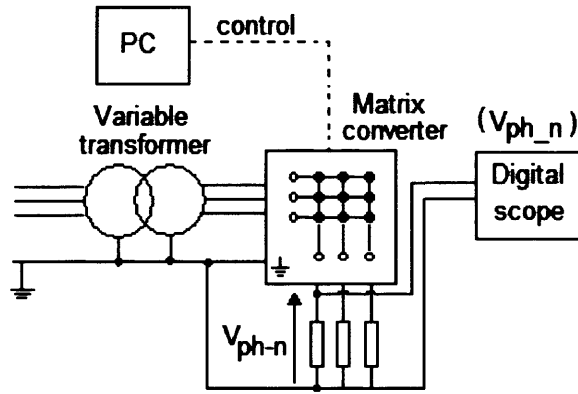 PC
control
Variable
transformer
Matrix
converter
(Vph_n)
Digital
scope
Vph-n